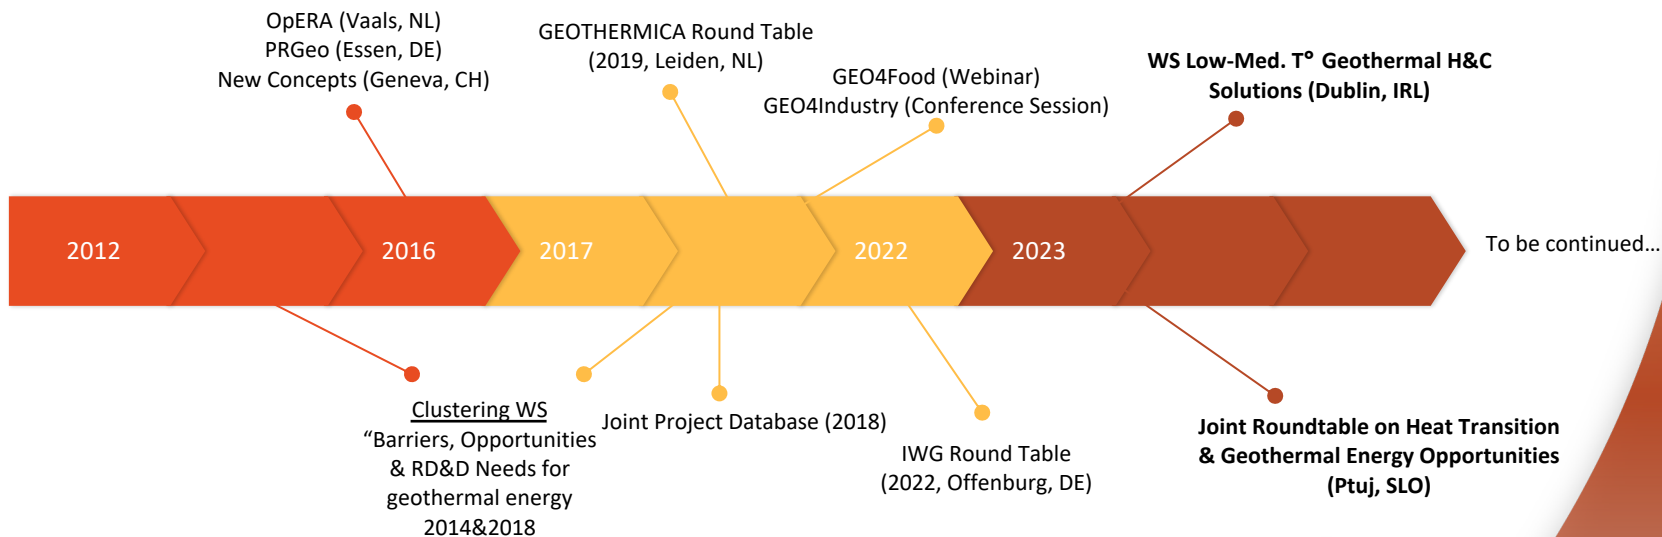 OpERA (Vaals, NL)
PRGeo (Essen, DE)
New Concepts (Geneva, CH)
GEOTHERMICA Round Table
(2019, Leiden, NL)
GEO4Food (Webinar)
GEO4Industry (Conference Session)
WS Low-Med. T° Geothermal H&C
Solutions (Dublin, IRL)
2012
2016
2017
2022
2023
To be continued…
Clustering WS
“Barriers, Opportunities
& RD&D Needs for
geothermal energy
2014&2018
Joint Project Database (2018)
IWG Round Table
(2022, Offenburg, DE)
Joint Roundtable on Heat Transition
& Geothermal Energy Opportunities
(Ptuj, SLO)